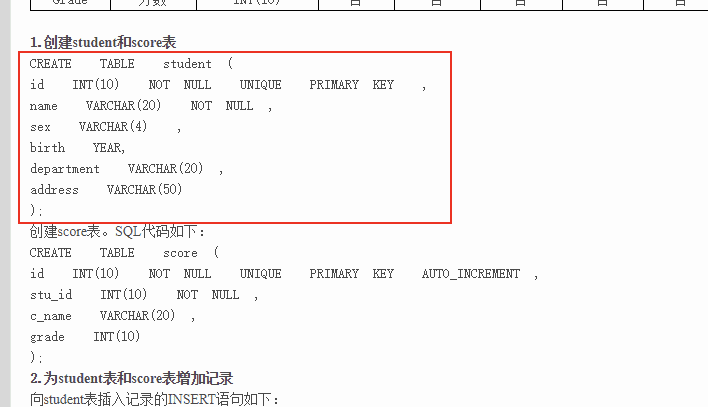 Grade 分数 INT(10) 否 否 否 否 否
1.创建student和score表
CREATE TABLE student (
id INT(10) NOT NULL UNIQUE PRIMARY KEY ,
name VARCHAR(20) NOT NULL ,
sex VARCHAR(4) ,
birth YEAR,
department VARCHAR(20) ,
address VARCHAR(50)
);
创建score表。SQL代码如下：
CREATE TABLE score (
id INT(10) NOT NULL UNIQUE PRIMARY KEY AUTO_INCREMENT ,
stu_id INT(10) NOT NULL ,
c_name VARCHAR(20) ,
grade INT(10)
);
2.为student表和score表增加记录
向student表插入记录的INSERT语句如下：